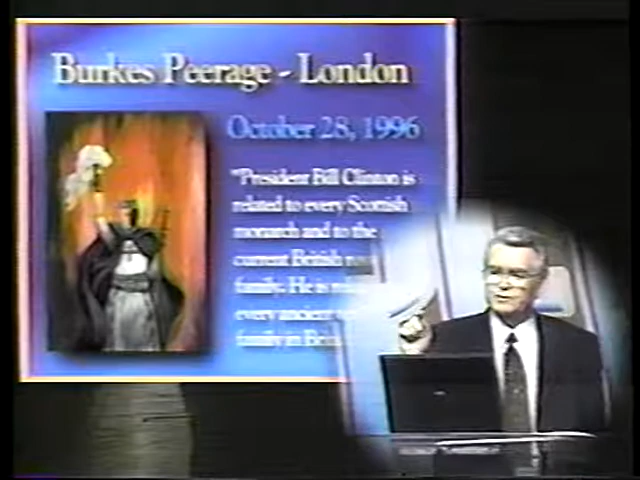 Burkes Peerage - London
October 28, 1996
"President Bill Clinton is
related to every Scottish
monarch and to the
current British
family. He is
every ancient
family in